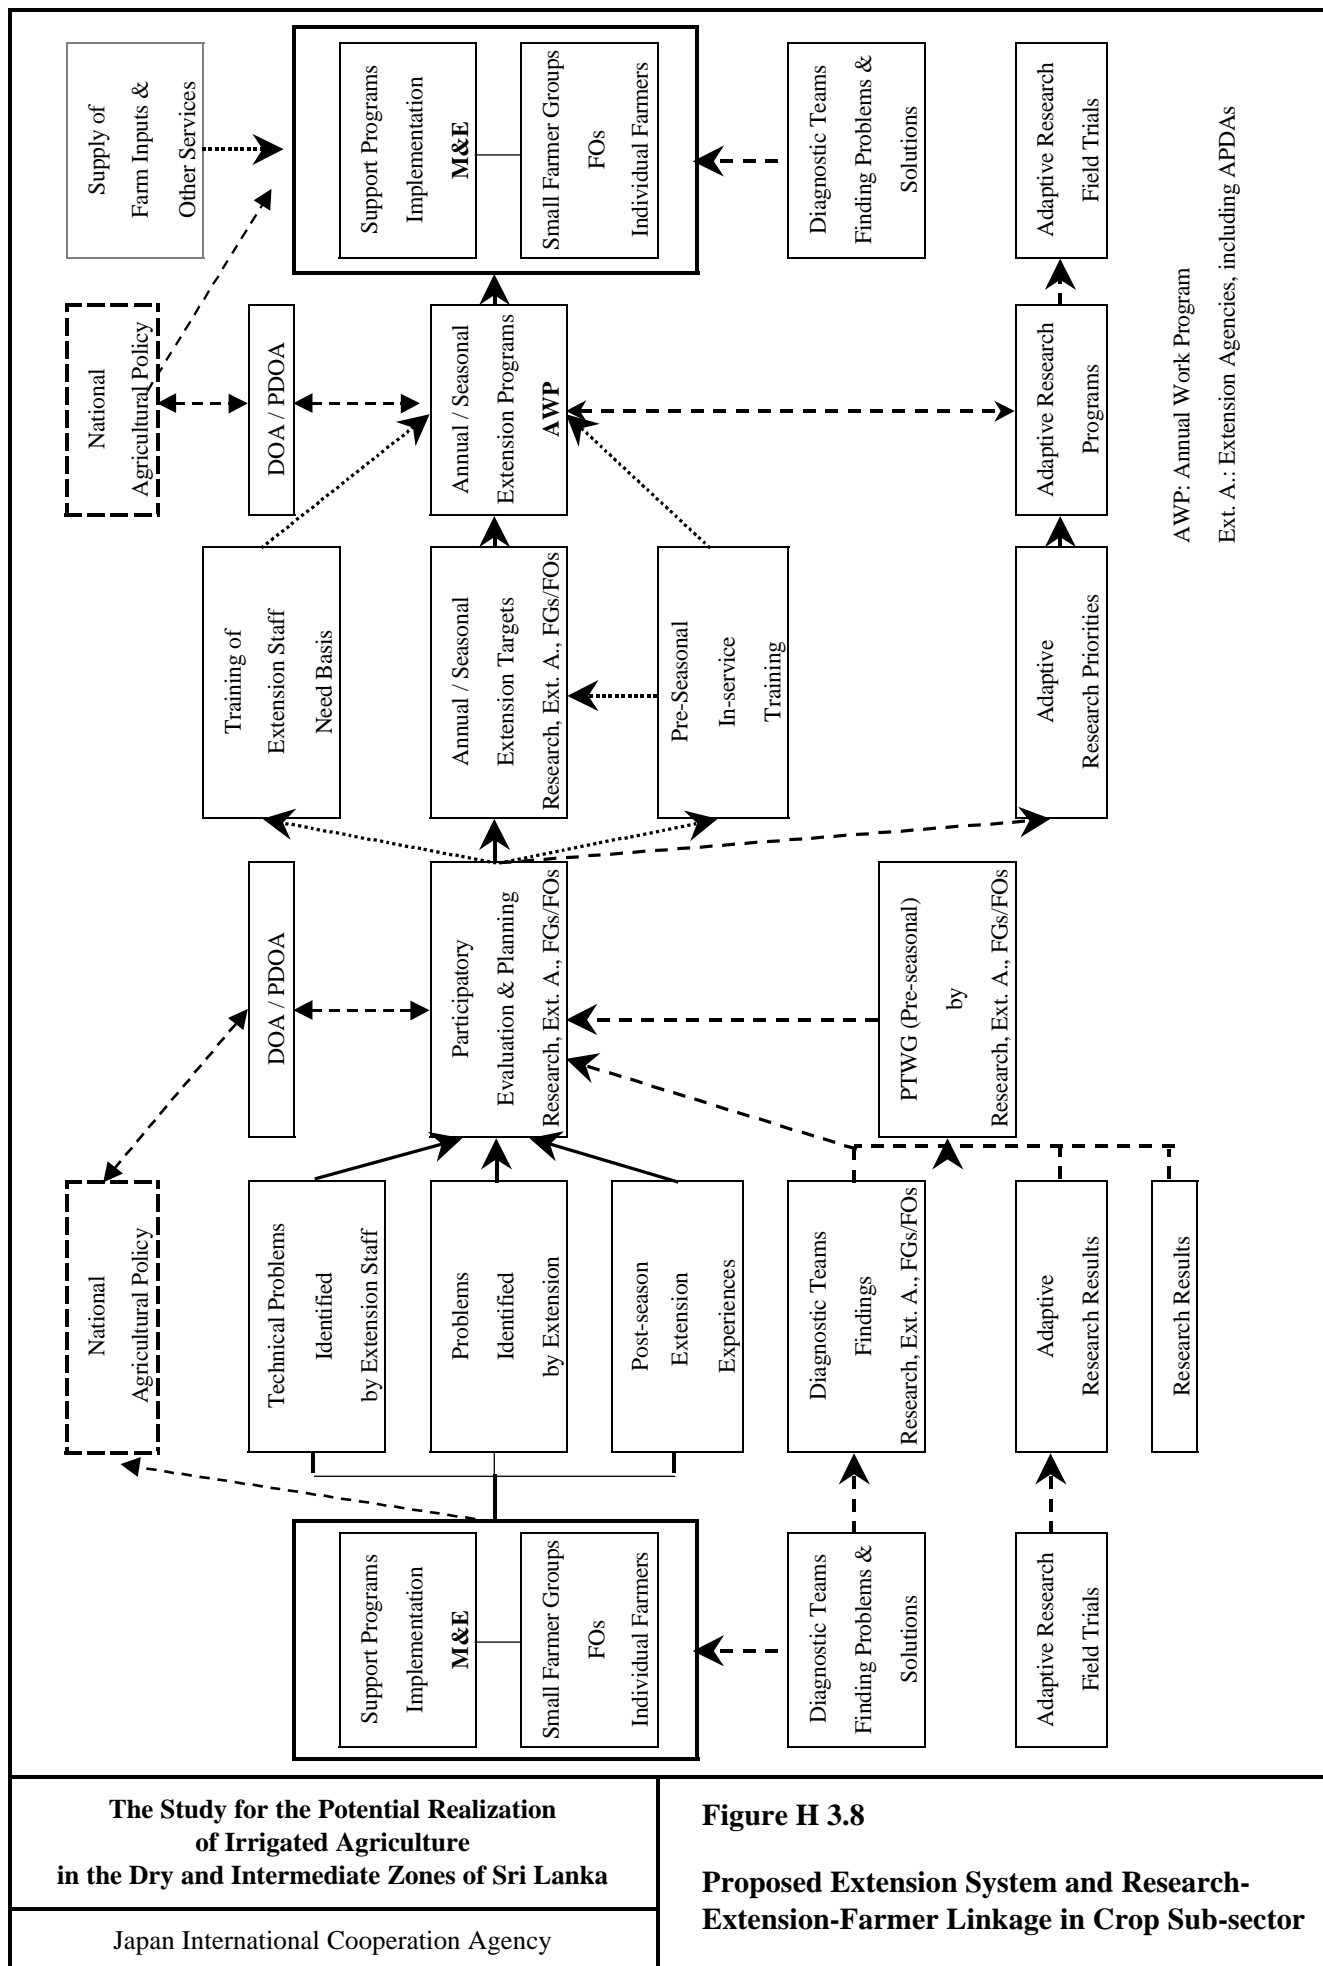 National
Agricultural Policy
National
Agricultural Policy
Supply of
Farm Inputs &
Other Services
DOA / PDOA
Training of
Extension Staff
Need Basis
DOA / PDOA
Support Programs
Implementation
M&E
Small Farmer Groups
FOs
Individual Farmers
Technical Problems
Identified
by Extension Staff
Problems
Identified
by Extension
Post-season
Extension
Experiences
Participatory
Evaluation & Planning
Research, Ext. A., FGs/FOs
Annual / Seasonal
Extension Targets
Research, Ext. A., FGs/FOs
Annual / Seasonal
Extension Programs
AWP
Support Programs
Implementation
M&E
Small Farmer Groups
FOs
Individual Farmers
Pre-Seasonal
In-service
Training
Diagnostic Teams
Finding Problems &
Solutions
Diagnostic Teams
Findings
Research, Ext. A., FGs/FOs
PTWG (Pre-seasonal)
by
Research, Ext. A., FGs/FOs
Diagnostic Teams
Finding Problems &
Solutions
Adaptive Research
Field Trials
Adaptive
Research Results
Research Results
Adaptive
Research Priorities
Adaptive Research
Programs
Adaptive Research
Field Trials
AWP: Annual Work Program
Ext. A.: Extension Agencies, including APDAs
The Study for the Potential Realization
of Irrigated Agriculture
in the Dry and Intermediate Zones of Sri Lanka
Japan International Cooperation Agency
Figure H 3.8
Proposed Extension System and Research-
Extension-Farmer Linkage in Crop Sub-sector